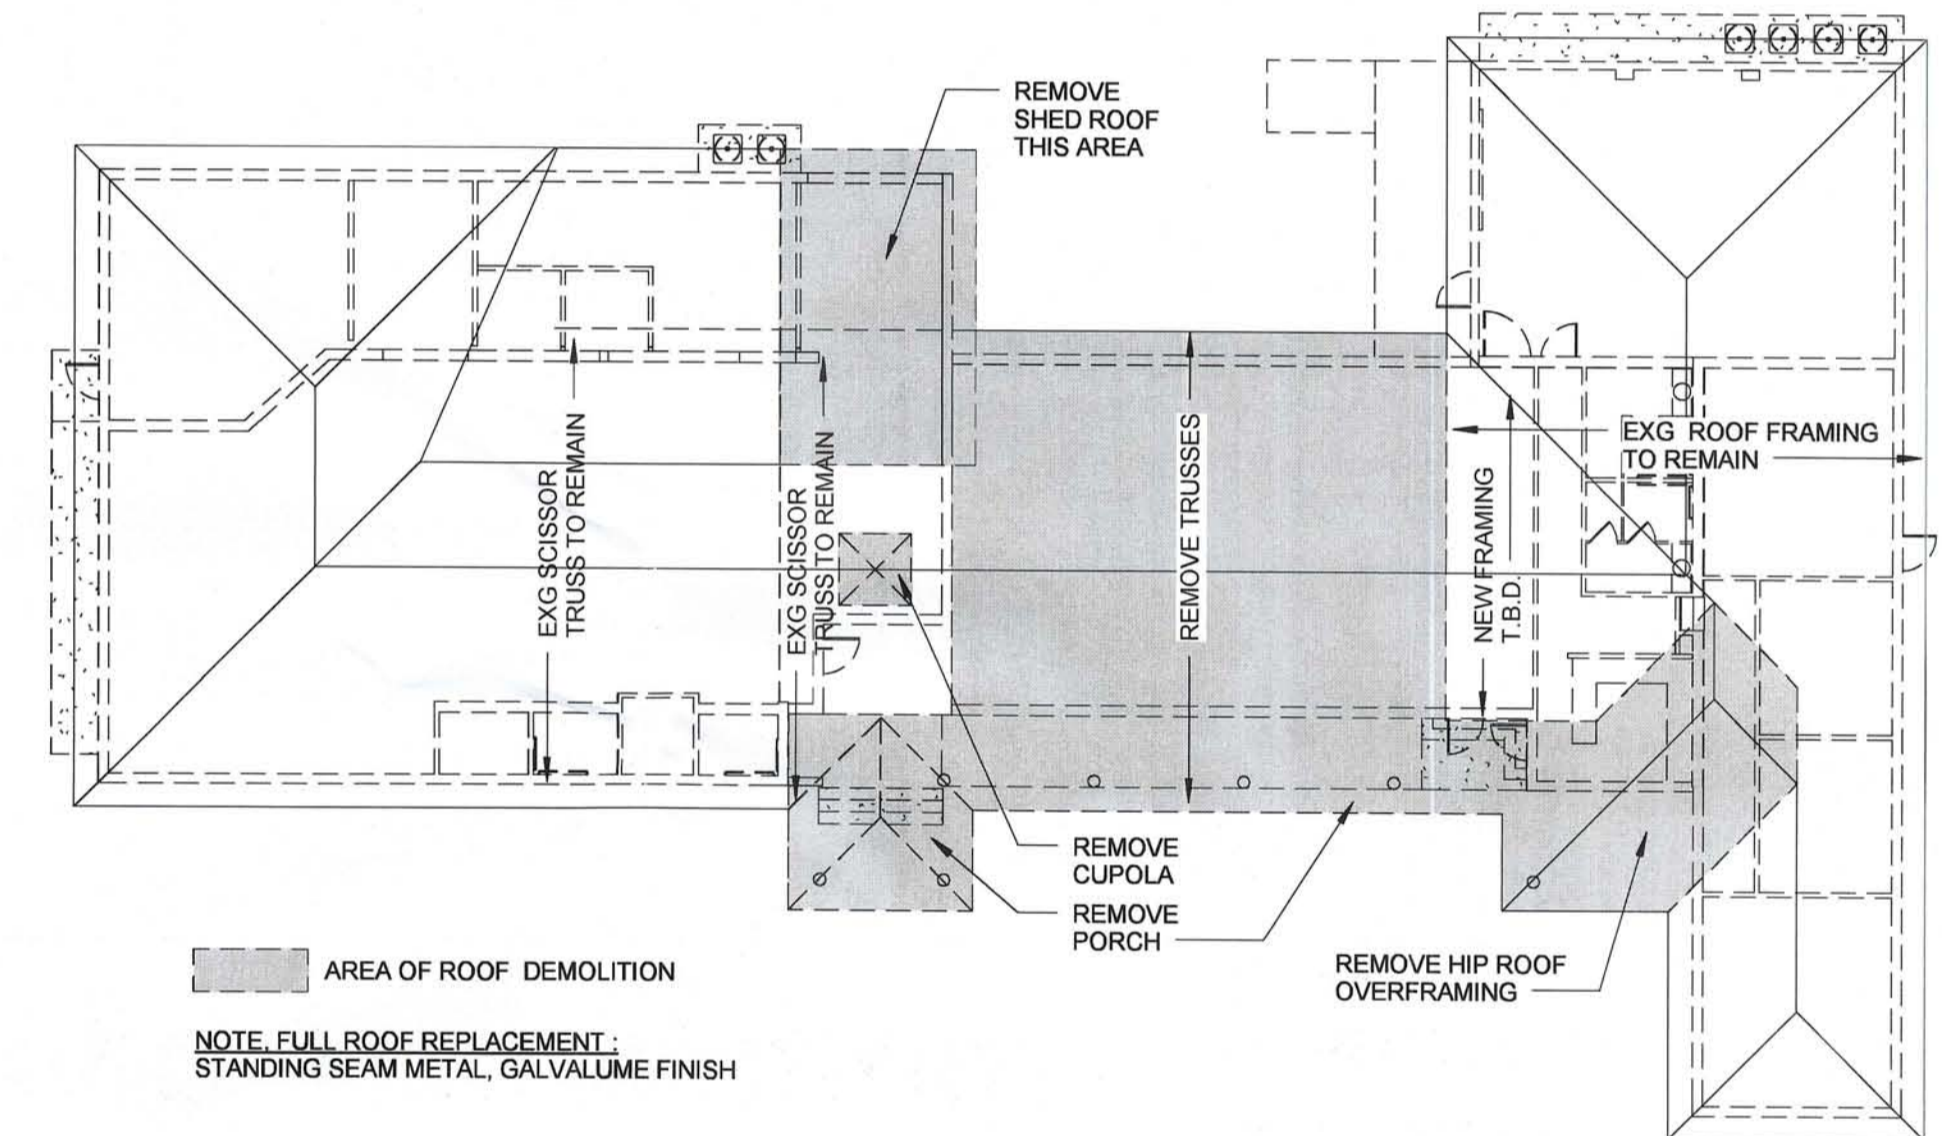 REMOVE
SHED ROOF
THIS AREA
EXG SCISSOR
TRUSS TO REMAIN
EXG SCISSOR
TRUSS TO REMAIN
REMOVE TRUSSES
NEW FRAMING
T.B.D.
EXG ROOF FRAMING
TO REMAIN
REMOVE
CUPOLA
REMOVE
PORCH
REMOVE HIP ROOF
OVERFRAMING
AREA OF ROOF DEMOLITION
NOTE, FULL ROOF REPLACEMENT :
STANDING SEAM METAL, GALVALUME FINISH